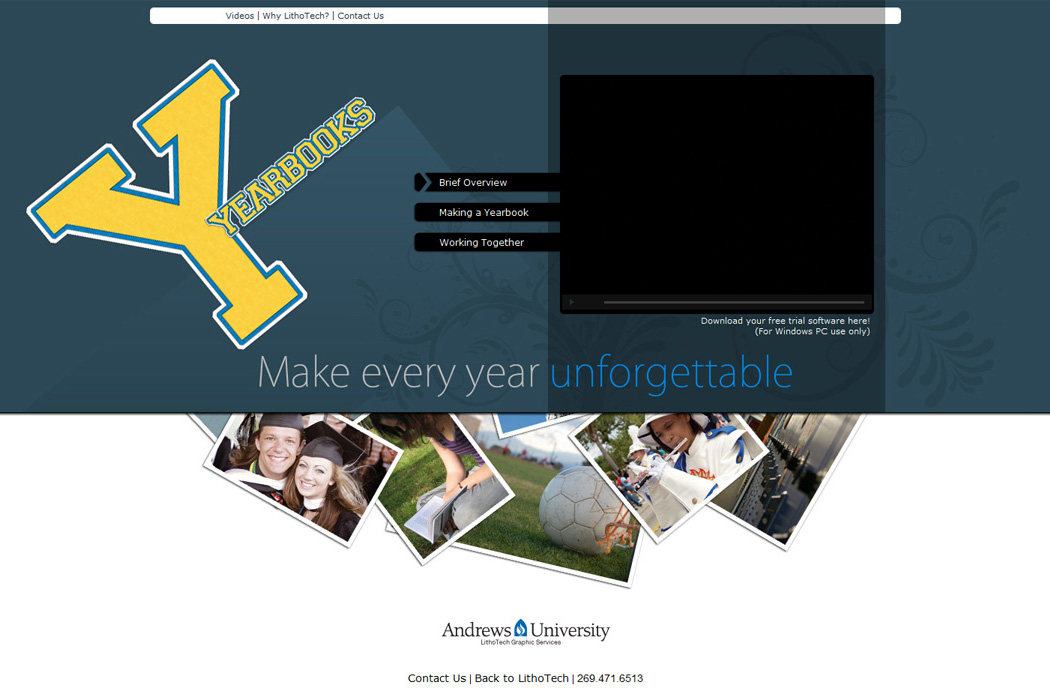 Videos | Why LithoTech? | Contact Us
Y
YEARBOOKS
Brief Overview
Making a Yearbook
Working Together
Download your free trial software here!
(For Windows PC use only)
Make every year unforgettable
Andrews University
LithoTech Graphic Services
Contact Us | Back to LithoTech | 269.471.6513